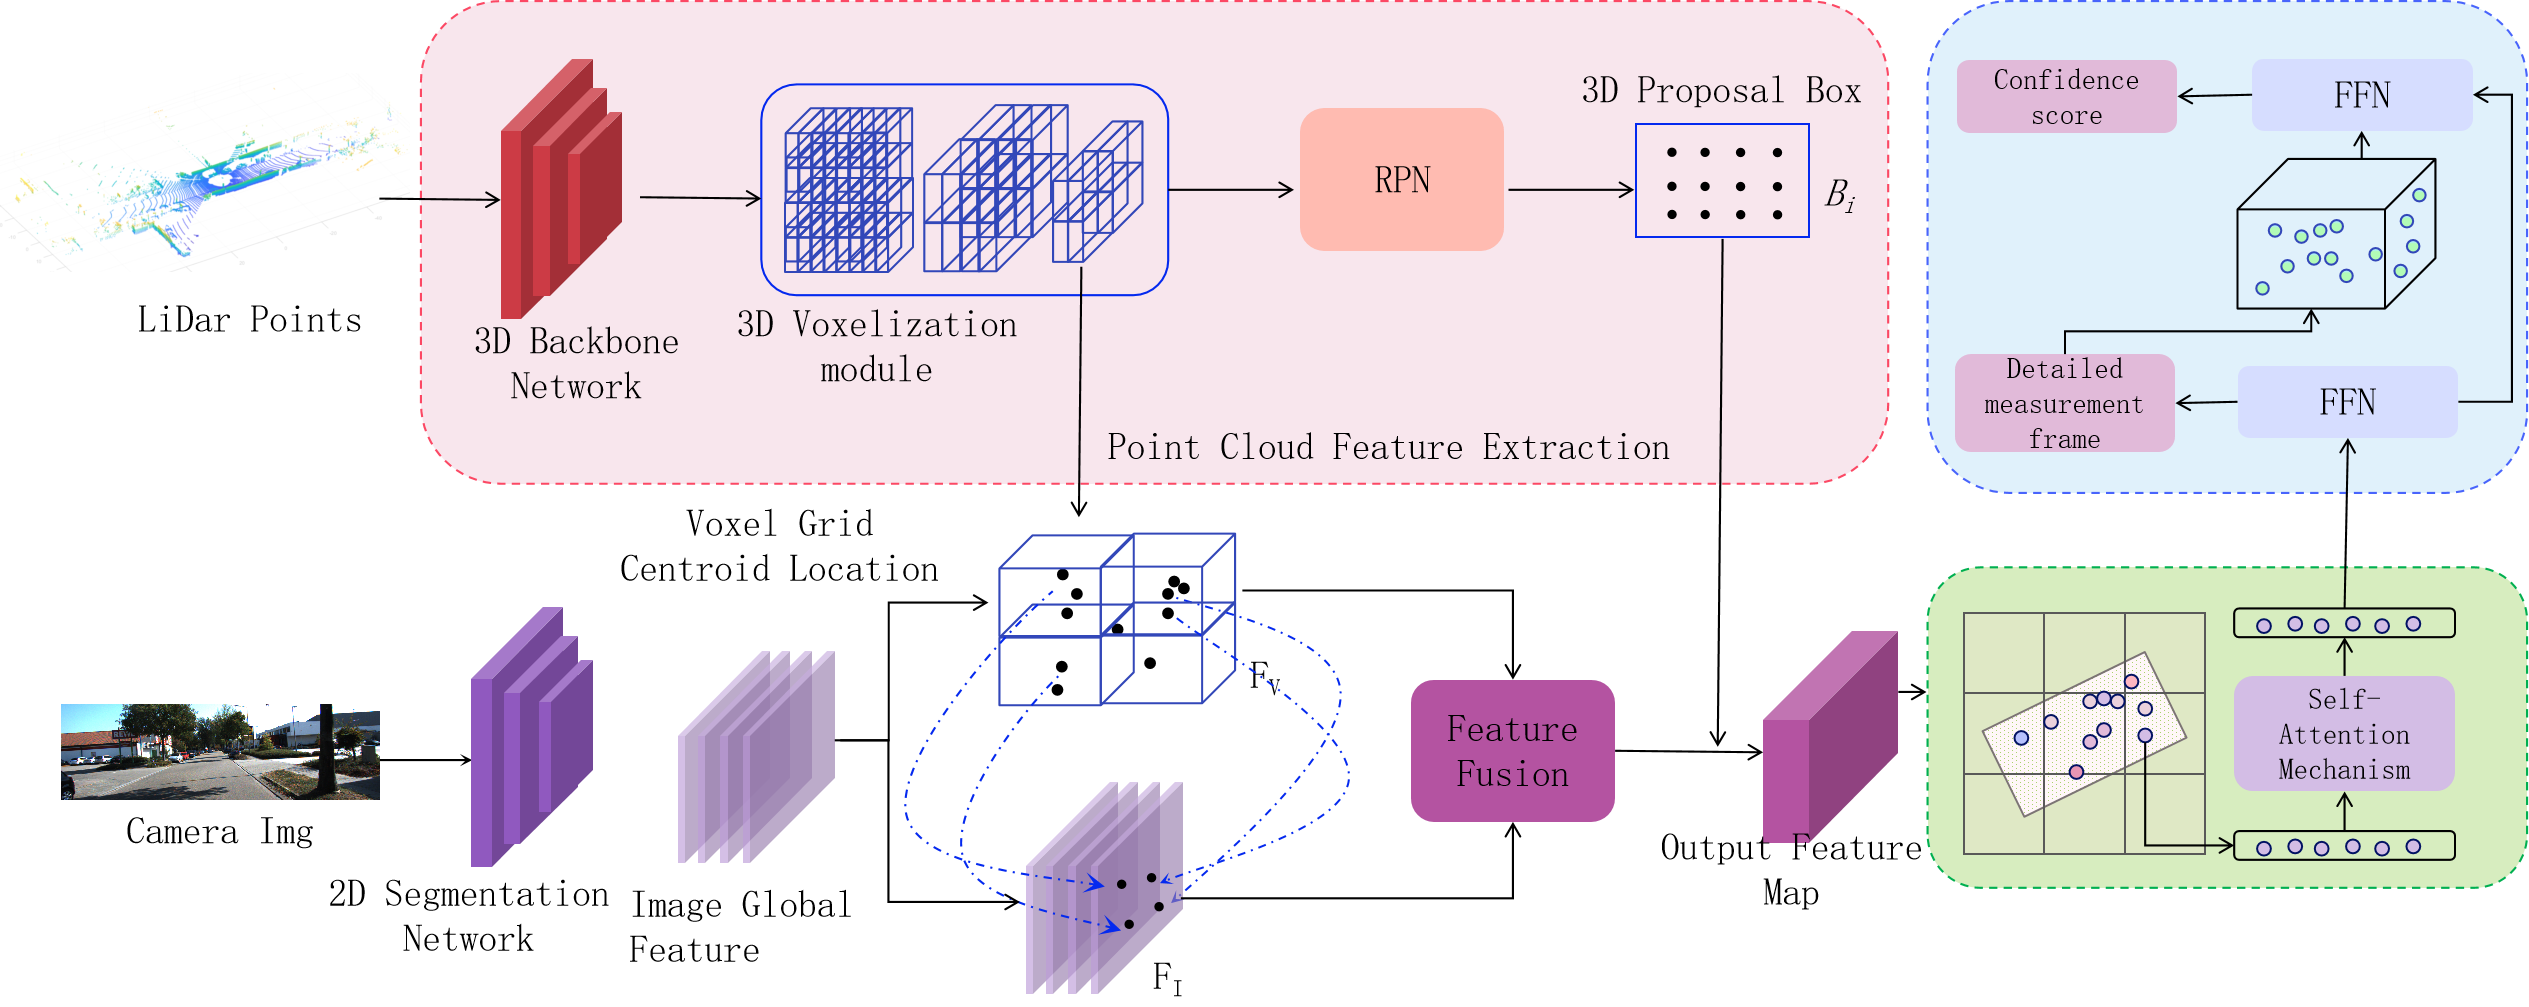 LiDar Points
3D Backbone
Network
3D Voxelization
module
RPN
3D Proposal Box
B_i
Point Cloud Feature Extraction
Camera Img
2D Segmentation
Network
Image Global
Feature
Voxel Grid
Centroid Location
F_V
F_I
Feature
Fusion
Output Feature
Map
Self-
Attention
Mechanism
FFN
Detailed
measurement
frame
FFN
Confidence
score